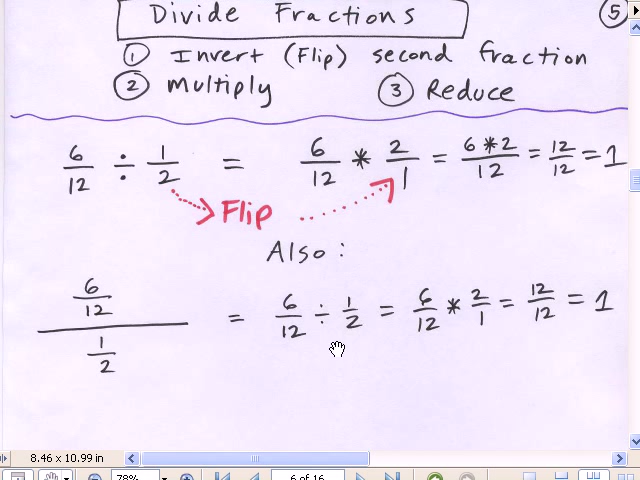 Divide Fractions
5
1 Invert (Flip) second fraction
2 Multiply 3 Reduce
6/12 ÷ 1/2 = 6/12 * 2/1 = 6*2/12 = 12/12 = 1
Flip
Also:
6/12 / 1/2 = 6/12 ÷ 1/2 = 6/12 * 2/1 = 12/12 = 1
8.46 x 10.99 in
78% 6 of 16